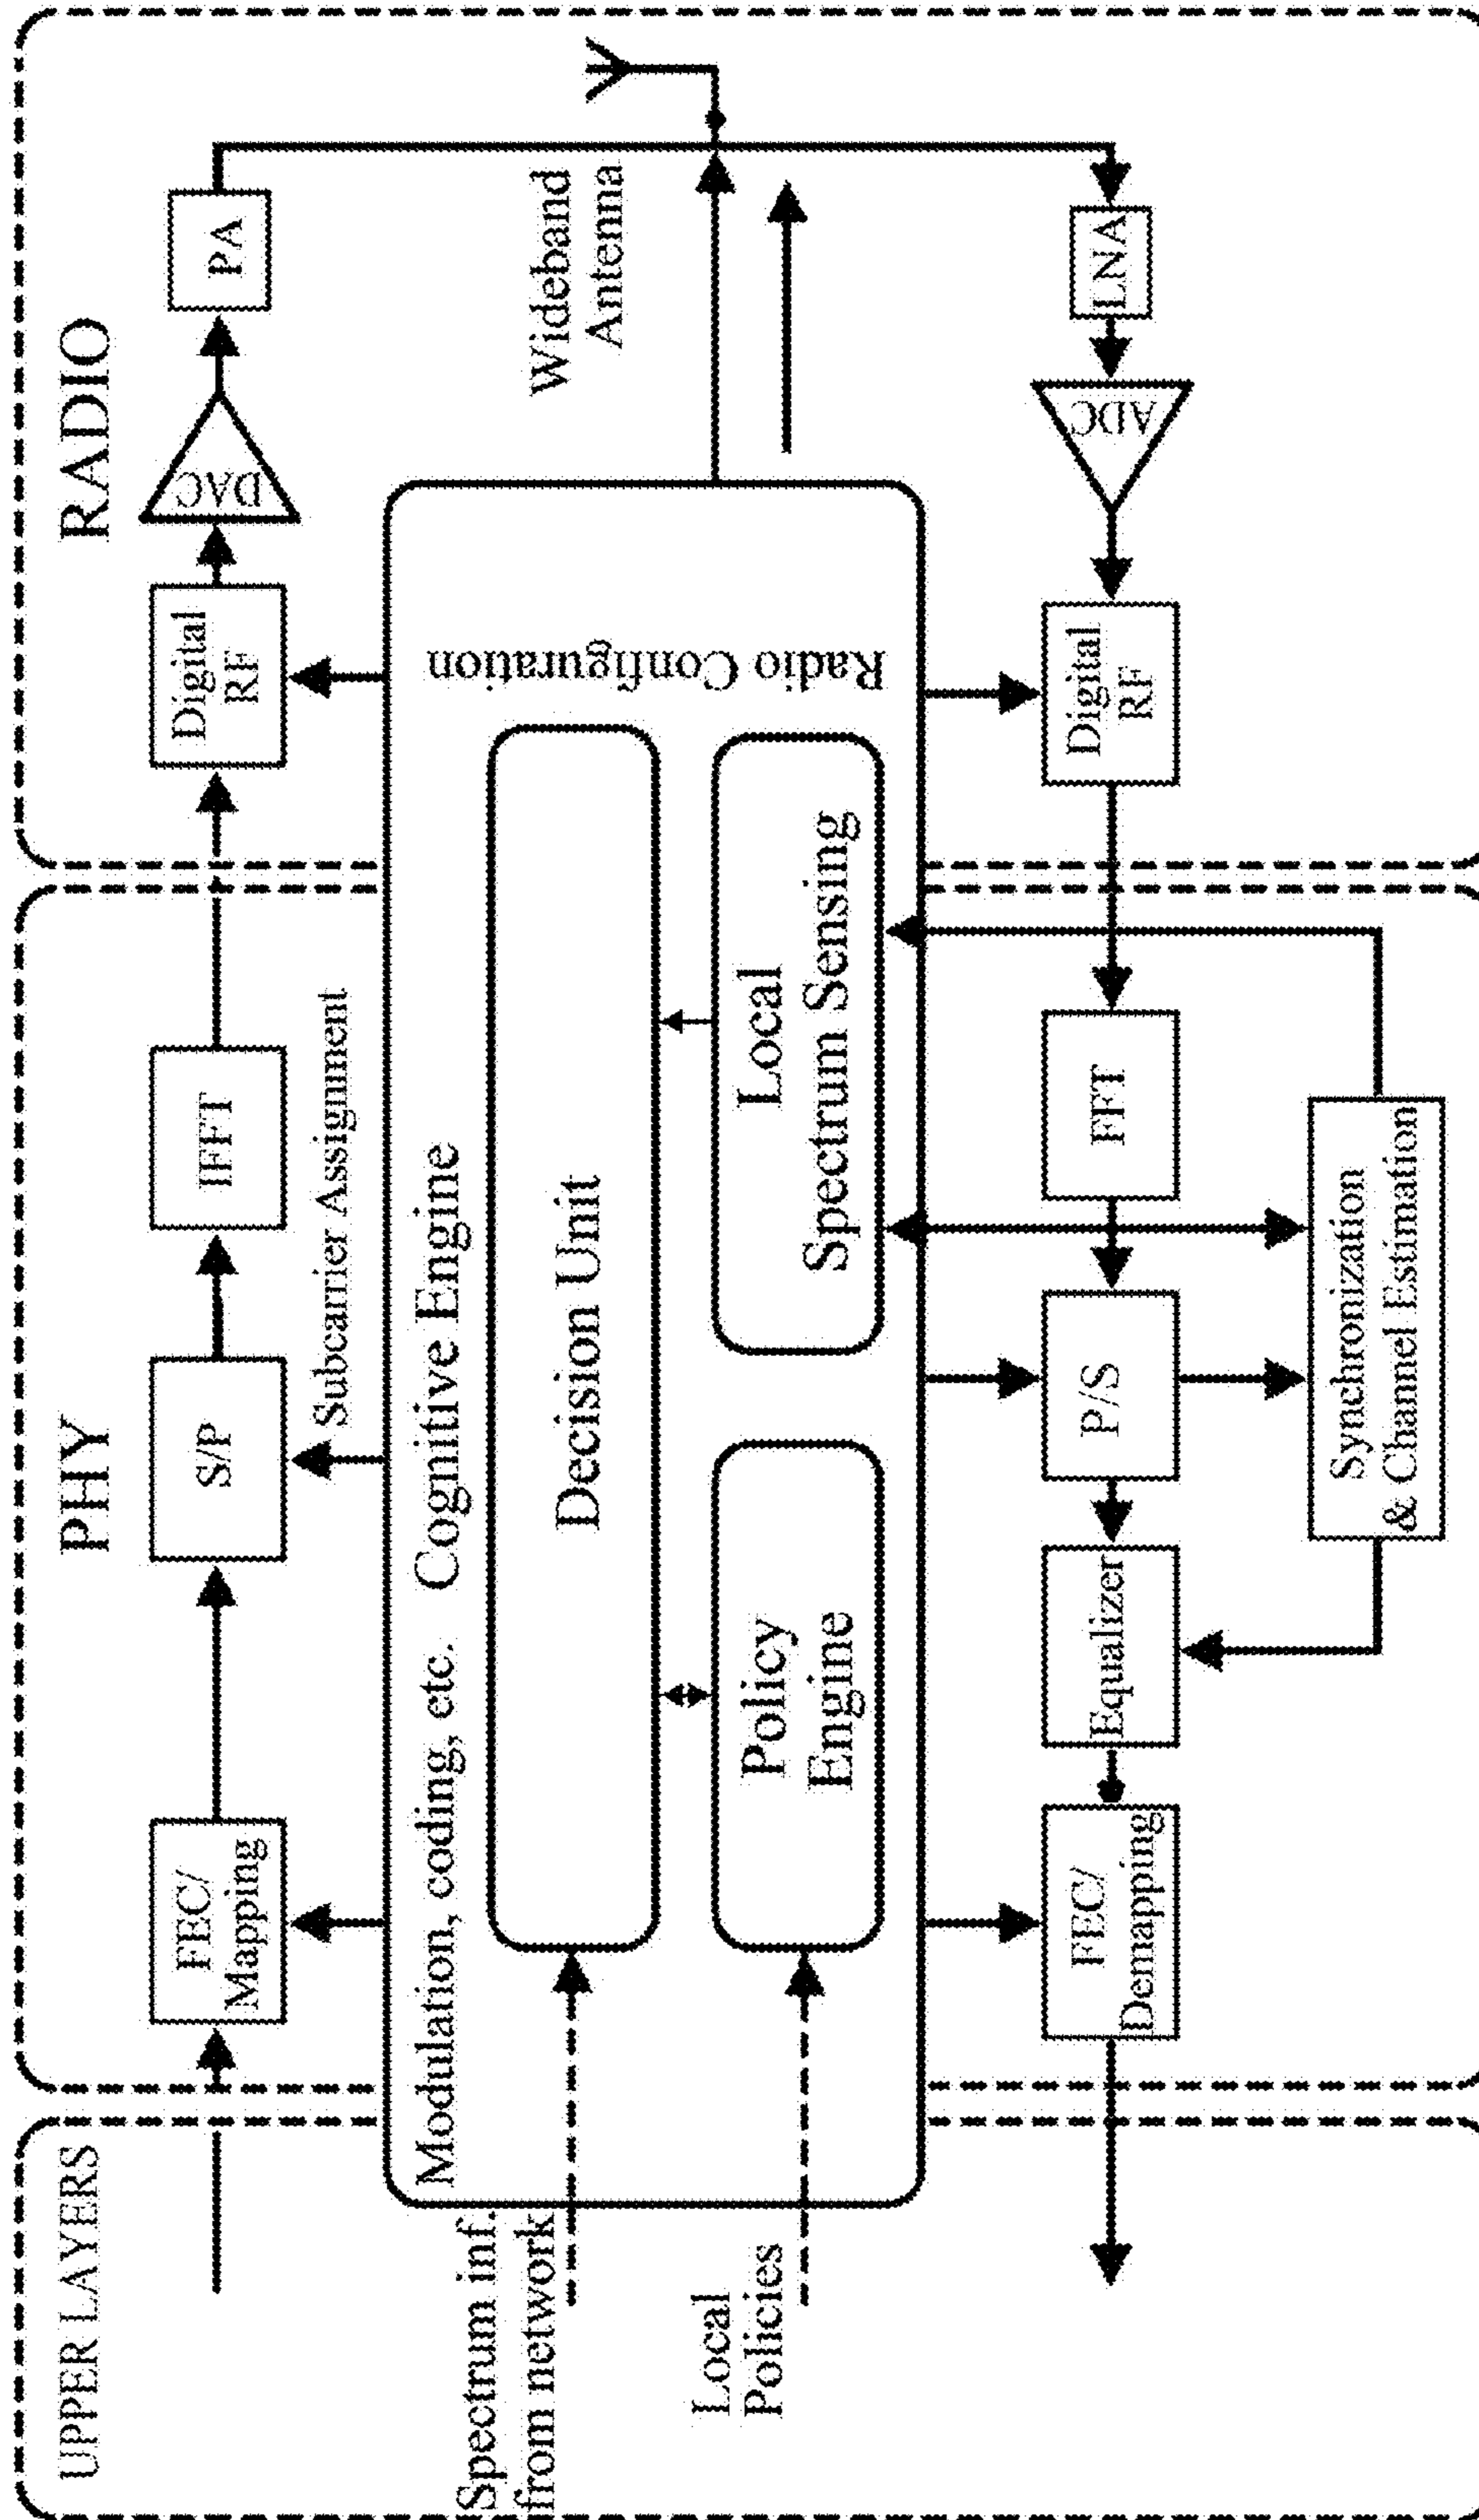 UPPER LAYERS
PHY
RADIO
FEC/
Mapping
S/P
IFFT
Digital
RF
DAC
PA
Subcarrier Assignment
Modulation, coding, etc.
Cognitive Engine
Spectrum inf.
from network
Decision Unit
Radio Configuration
Wideband
Antenna
Local
Policies
Policy
Engine
Local
Spectrum Sensing
FEC/
Demapping
Equalizer
P/S
FFT
Digital
RF
ADC
LNA
Synchronization
& Channel Estimation